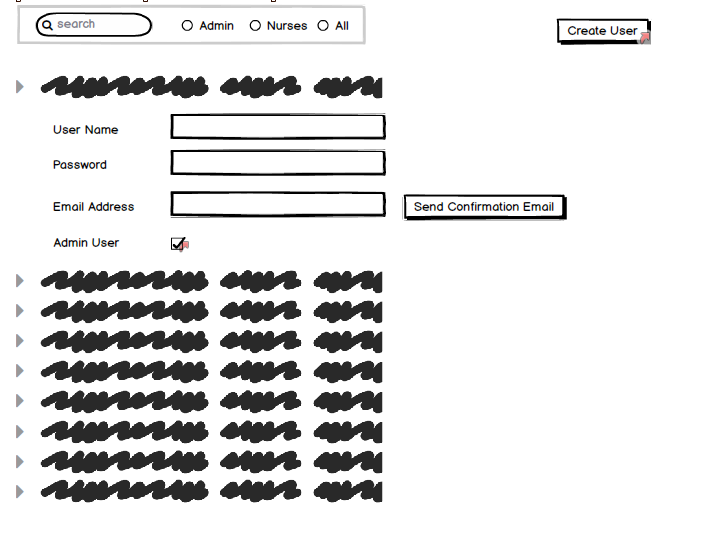 search Admin Nurses All Create User
User Name
Password
Email Address Send Confirmation Email
Admin User